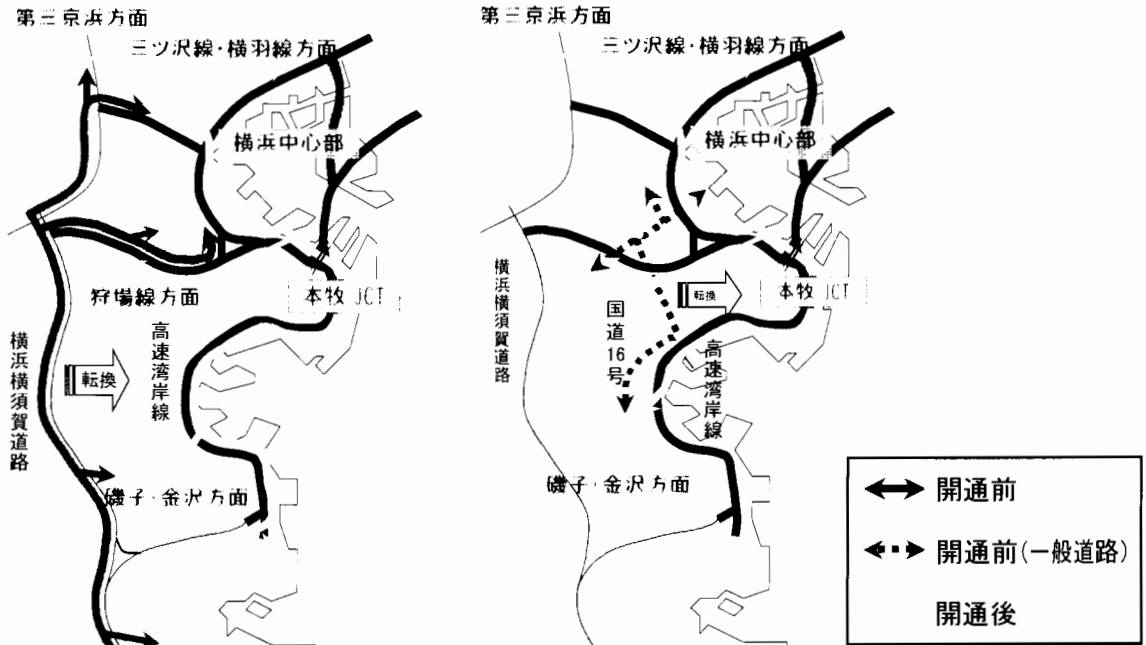 第三京浜方面
三ツ沢線・横羽線方面
横浜中心部
狩場線方面
本牧JCT
横浜横須賀道路
高速湾岸線
転換
磯子・金沢方面
第三京浜方面
三ツ沢線・横羽線方面
横浜中心部
横浜横須賀道路
国道16号
転換
本牧JCT
高速湾岸線
磯子・金沢方面
開通前
開通前(一般道路)
開通後